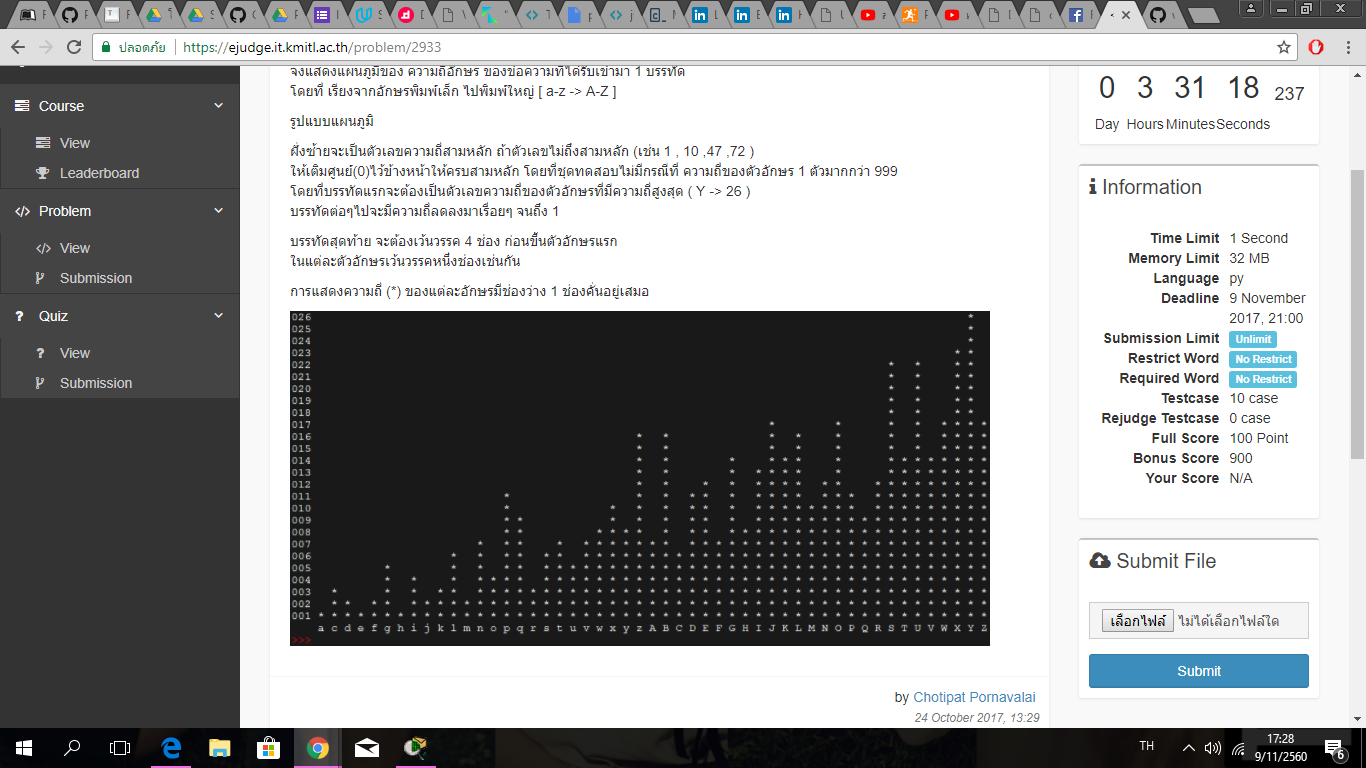 ปลอดภัย
https://ejudge.it.kmitl.ac.th/problem/2933
Course
View
Leaderboard
Problem
View
Submission
Quiz
View
Submission
จงแสดงแผนภูมิของ ความถี่อักษร ของข้อความที่ได้รับเข้ามา 1 บรรทัด
โดยที่ เรียงจากอักษรพิมพ์เล็ก ไปพิมพ์ใหญ่ [ a-z -> A-Z ]
รูปแบบแผนภูมิ
ฝั่งซ้ายจะเป็นตัวเลขความถี่สามหลัก ถ้าตัวเลขไม่ถึงสามหลัก (เช่น 1 , 10 ,47 ,72 )
ให้เติมศูนย์(0)ไว้ข้างหน้าให้ครบสามหลัก โดยที่ชุดทดสอบไม่มีกรณีที่ ความถี่ของตัวอักษร 1 ตัวมากกว่า 999
โดยที่บรรทัดแรกจะต้องเป็นตัวเลขความถี่ของตัวอักษรที่มีความถี่สูงสุด ( Y -> 26 )
บรรทัดต่อๆไปจะมีความถี่ลดลงมาเรื่อยๆ จนถึง 1
บรรทัดสุดท้าย จะต้องเว้นวรรค 4 ช่อง ก่อนขึ้นตัวอักษรแรก
ในแต่ละตัวอักษรเว้นวรรคหนึ่งช่องเช่นกัน
การแสดงความถี่ (*) ของแต่ละอักษรมีช่องว่าง 1 ช่องคั่นอยู่เสมอ
026
025
024
023
022
021
020
019
018
017
016
015
014
013
012
011
010
009
008
007
006
005
004
003
002
001
a c d e f g h i j k l m n o p q r s t u v w x y z A B C D E F G H I J K L M N O P Q R S T U V W X Y Z
>>>
by Chotipat Pornavalai
24 October 2017, 13:29
0 3 31 18 237
Day Hours Minutes Seconds
Information
Time Limit 1 Second
Memory Limit 32 MB
Language py
Deadline 9 November
2017, 21:00
Submission Limit Unlimit
Restrict Word No Restrict
Required Word No Restrict
Testcase 10 case
Rejudge Testcase 0 case
Full Score 100 Point
Bonus Score 900
Your Score N/A
Submit File
เลือกไฟล์ ไม่ได้เลือกไฟล์ใด
Submit
TH
17:28
9/11/2560
6